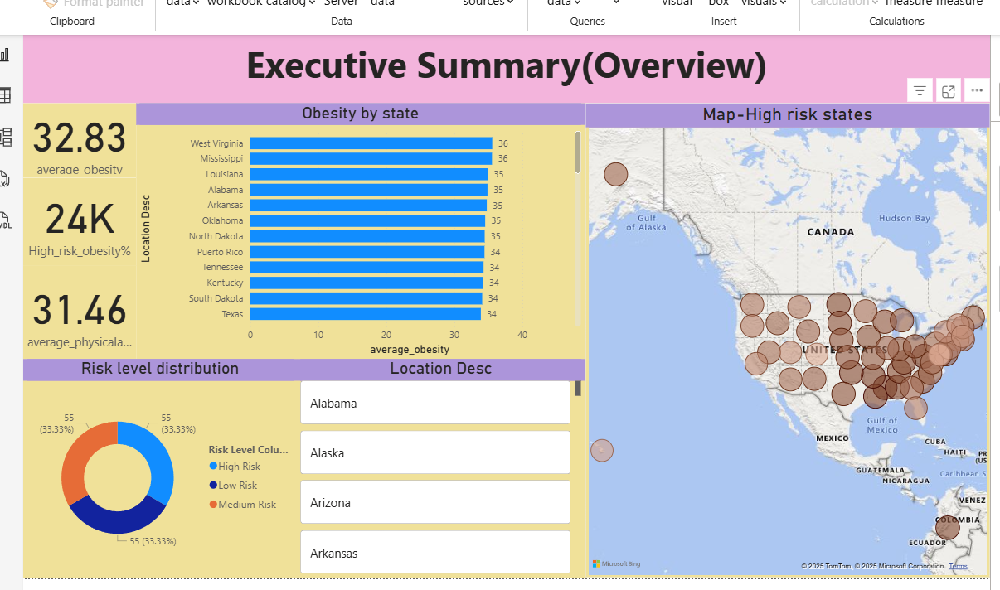 Format painter
data workbook catalog Server data sources data visual box visuals calculation measure measure
Clipboard Data Queries Insert Calculations
Executive Summary(Overview)
32.83
average_obesity
24K
High_risk_obesity%
31.46
average_physicala...
Obesity by state
Location Desc
West Virginia 36
Mississippi 36
Louisiana 35
Alabama 35
Arkansas 35
Oklahoma 35
North Dakota 35
Puerto Rico 34
Tennessee 34
Kentucky 34
South Dakota 34
Texas 34
0 10 20 30 40
average_obesity
Map-High risk states
Gulf
of Alaska
Hudson Bay
CANADA
UNITED STATES
Gulf of
Mexico
MEXICO
CUBA
HAITI
PR
(US
GUATEMALA
Caribbean S
NICARAGUA
VENEZ
COLOMBIA
ECUADOR
Microsoft Bing
© 2025 TomTom, © 2025 Microsoft Corporation Terms
Risk level distribution
55
(33.33%)
55
(33.33%)
55 (33.33%)
Risk Level Colu...
High Risk
Low Risk
Medium Risk
Location Desc
Alabama
Alaska
Arizona
Arkansas